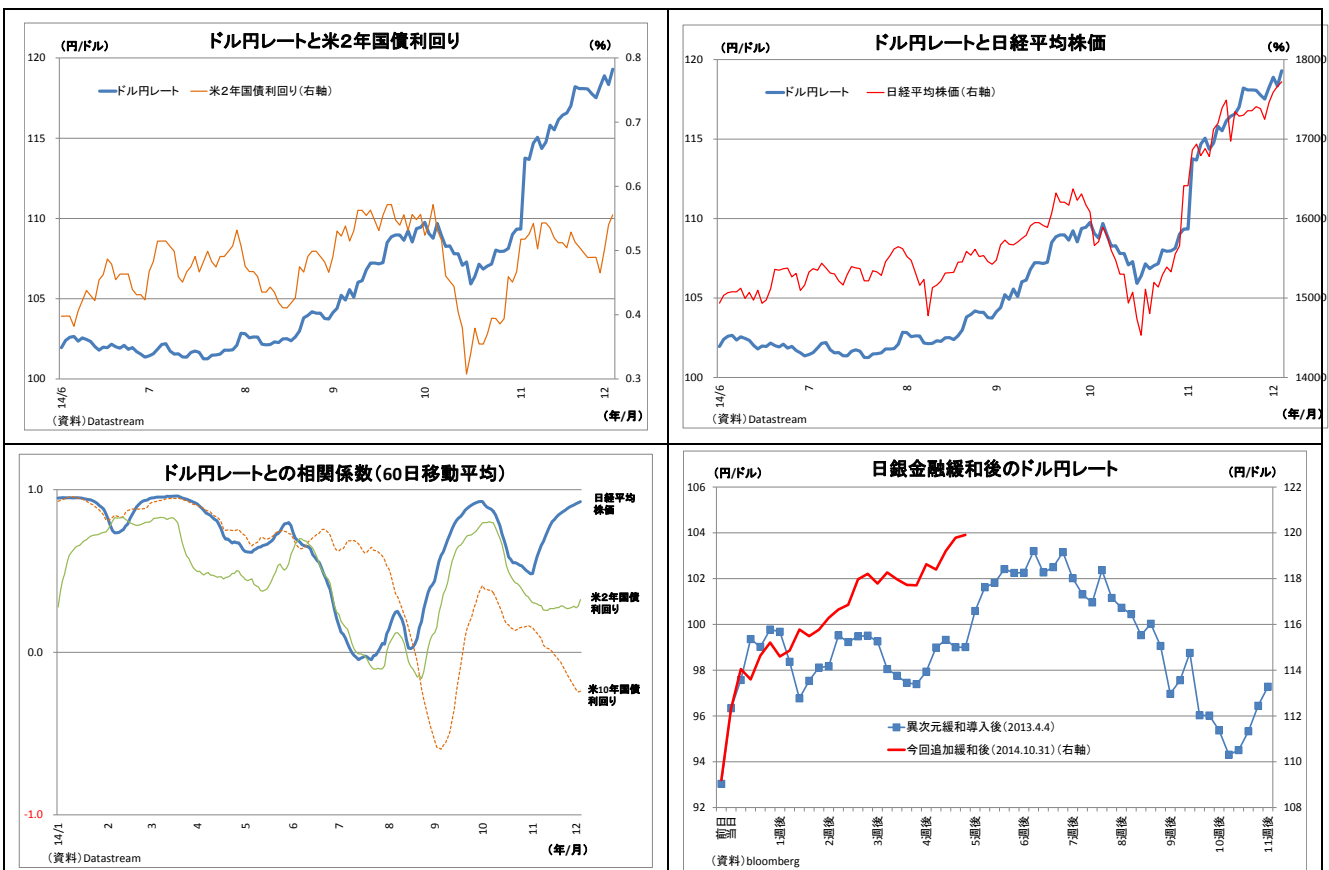 ドル円レートと米2年国債利回り
(円/ドル)
(%)
ドル円レート
米2年国債利回り(右軸)
120
115
110
105
100
0.8
0.7
0.6
0.5
0.4
0.3
14/6
7
8
9
10
11
12
(年/月)
(資料)Datastream
ドル円レートと日経平均株価
(円/ドル)
(%)
ドル円レート
日経平均株価(右軸)
120
115
110
105
100
18000
17000
16000
15000
14000
14/6
7
8
9
10
11
12
(年/月)
(資料)Datastream
ドル円レートとの相関係数(60日移動平均)
1.0
0.0
-1.0
日経平均
株価
米2年国債
利回り
米10年国債
利回り
14/1
2
3
4
5
6
7
8
9
10
11
12
(年/月)
(資料)Datastream
日銀金融緩和後のドル円レート
(円/ドル)
(円/ドル)
106
104
102
100
98
96
94
92
122
120
118
116
114
112
110
108
異次元緩和導入後(2013.4.4)
今回追加緩和後(2014.10.31)(右軸)
前日
当日
1週後
2週後
3週後
4週後
5週後
6週後
7週後
8週後
9週後
10週後
11週後
(資料)bloomberg